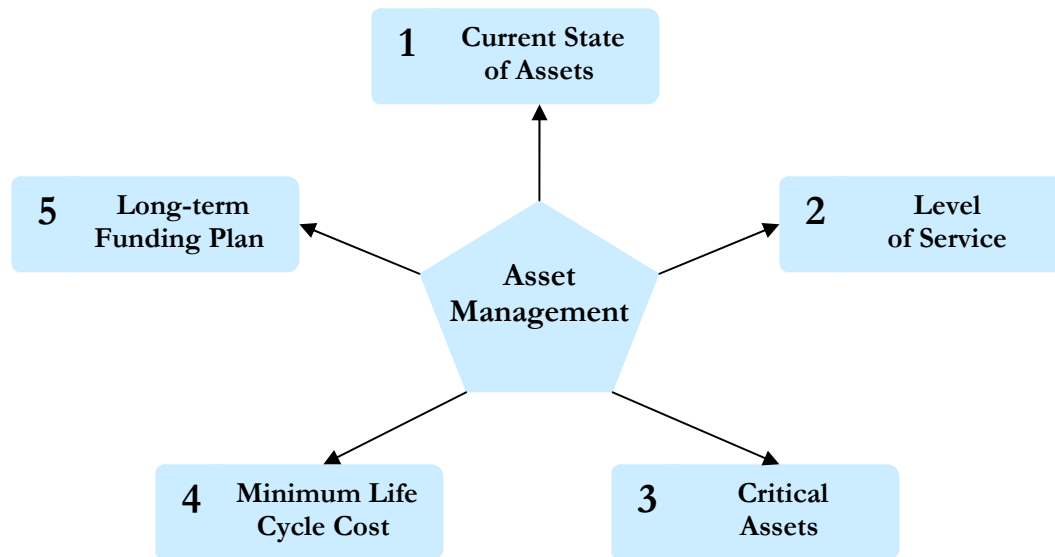 1
Current State
of Assets
5
Long-term
Funding Plan
2
Level
of Service
Asset
Management
4
Minimum Life
Cycle Cost
3
Critical
Assets